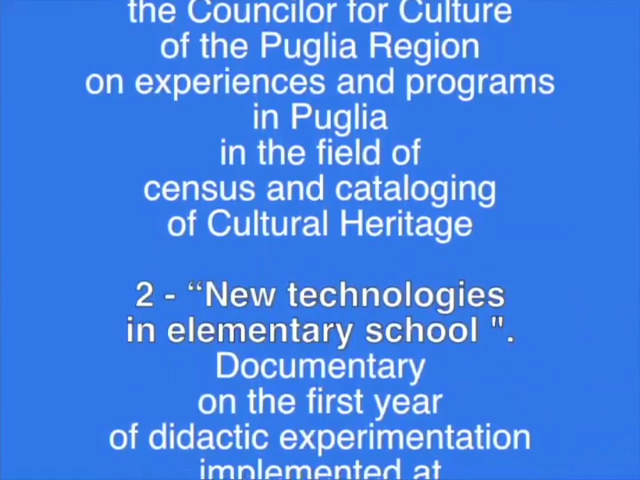 the Councilor for Culture
of the Puglia Region
on experiences and programs
in Puglia
in the field of
census and cataloging
of Cultural Heritage
2 - “New technologies
in elementary school ".
Documentary
on the first year
of didactic experimentation
implemented at